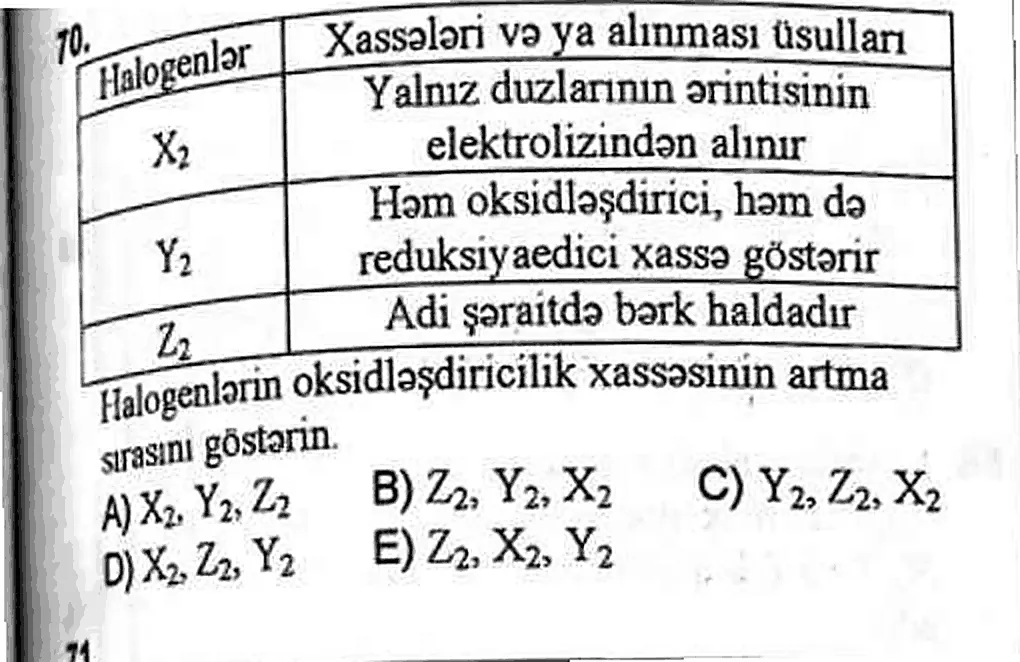 70.
Halogenlər Xassələri və ya alınması üsulları
X₂ Yalnız duzlarının ərintisinin
elektrolizindən alınır
Y₂ Həm oksidləşdirici, həm də
reduksiyaedici xassə göstərir
Z₂ Adi şəraitdə bərk haldadır
Halogenlərin oksidləşdiricilik xassəsinin artma
sırasını göstərin.
A) X₂, Y₂, Z₂ B) Z₂, Y₂, X₂ C) Y₂, Z₂, X₂
D) X₂, Z₂, Y₂ E) Z₂, X₂, Y₂
71